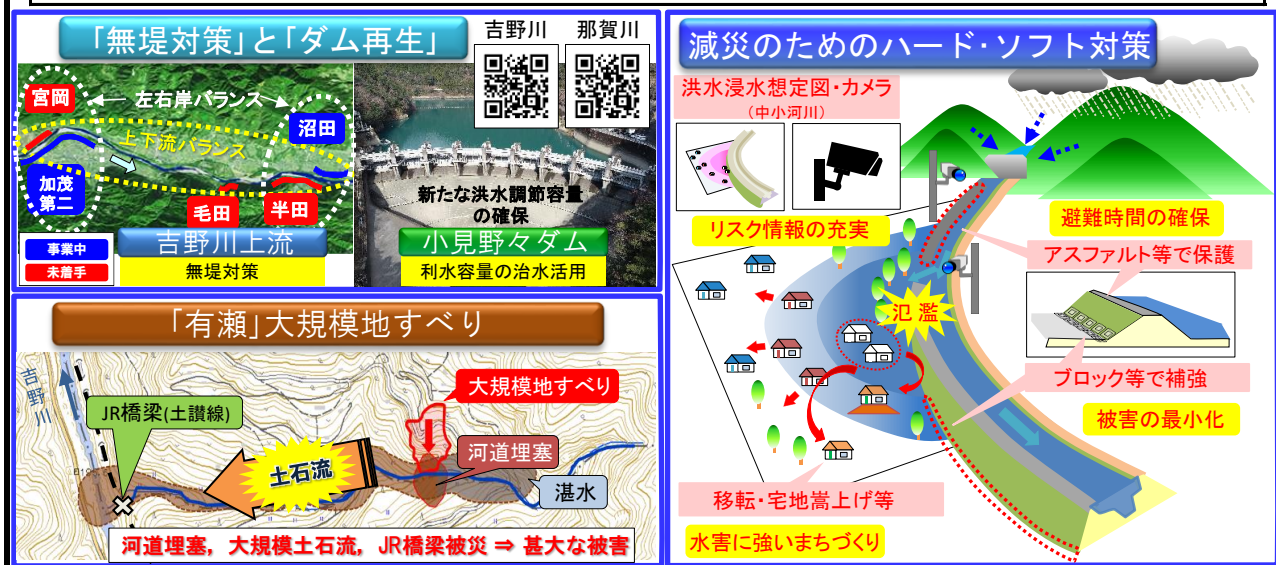 「無堤対策」と「ダム再生」
吉野川
那賀川
宮岡
左右岸バランス
沼田
上下流バランス
加茂
第二
毛田
半田
事業中
未着手
吉野川上流
無堤対策
新たな洪水調節容量
の確保
小見野々ダム
利水容量の治水活用
「有瀬」大規模地すべり
吉野川
JR橋梁(土讃線)
大規模地すべり
土石流
河道埋塞
湛水
河道埋塞，大規模土石流，JR橋梁被災 ⇒ 甚大な被害
減災のためのハード・ソフト対策
洪水浸水想定図・カメラ
（中小河川）
リスク情報の充実
避難時間の確保
アスファルト等で保護
氾濫
ブロック等で補強
被害の最小化
移転・宅地嵩上げ等
水害に強いまちづくり